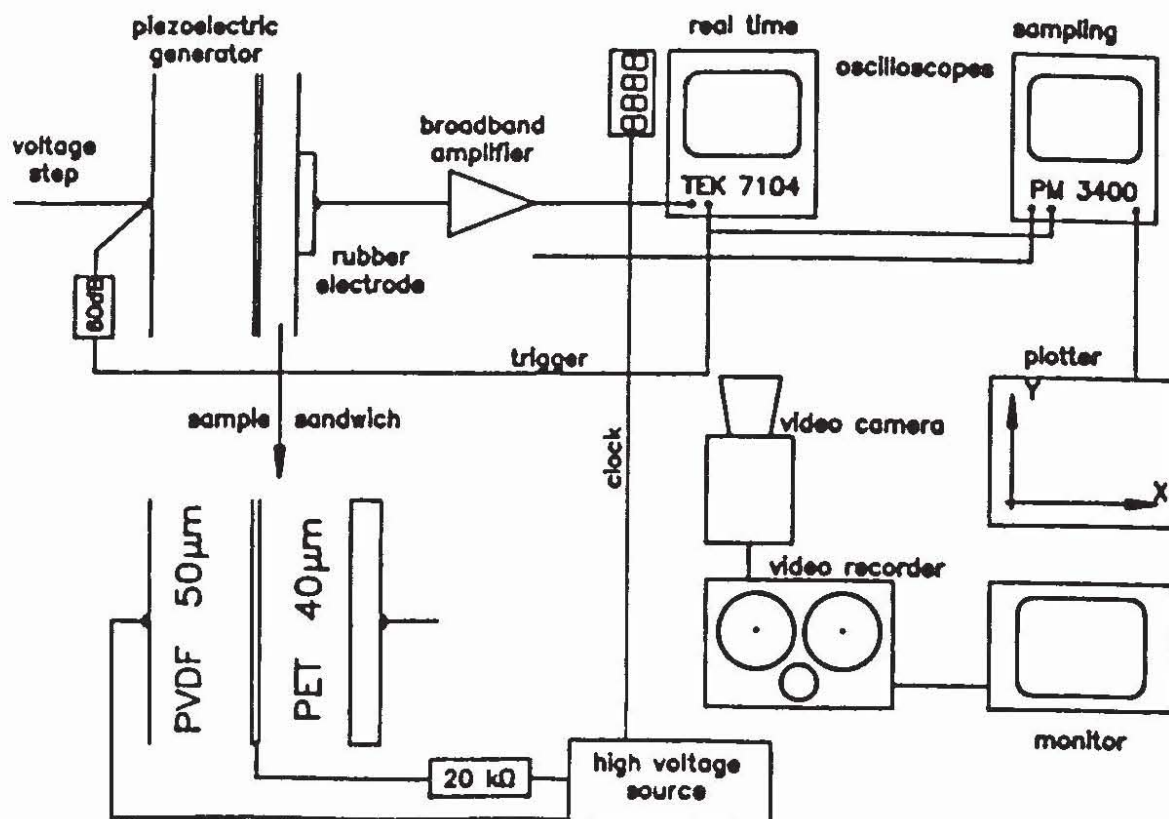 piezoelectric
generator
real time
sampling
oscilloscopes
8888
voltage
step
broadband
amplifier
TEK 7104
PM 3400
rubber
electrode
60dB
trigger
plotter
Y
X
sample sandwich
clock
video camera
PVDF 50µm
PET 40µm
video recorder
monitor
20 kΩ
high voltage
source